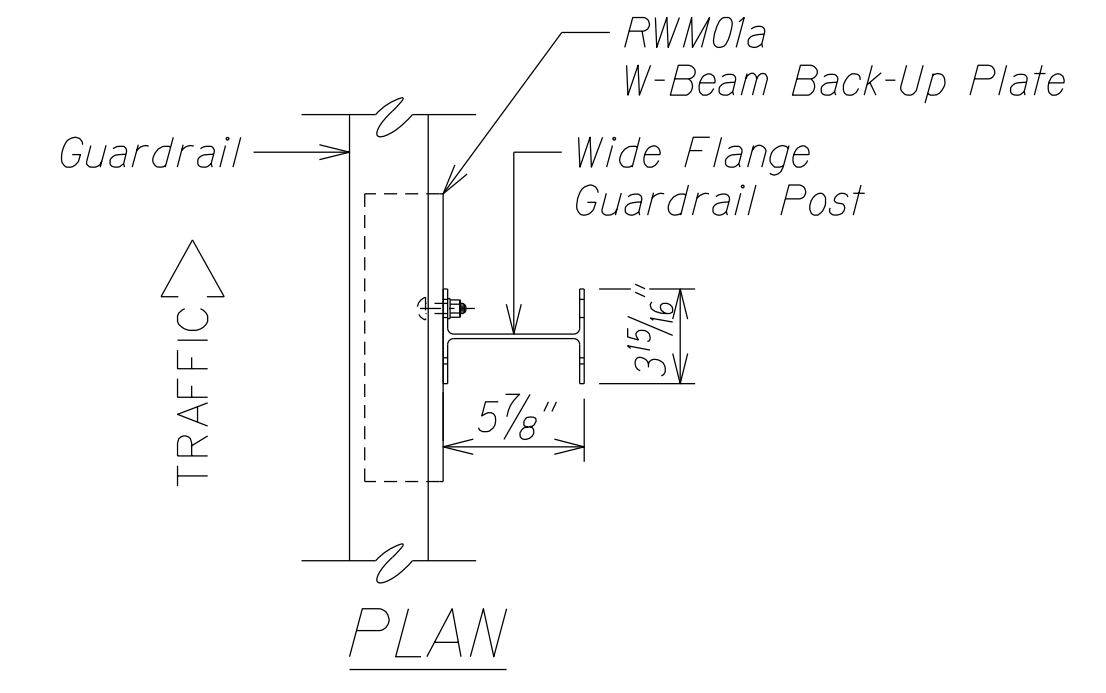 RWM01a
W-Beam Back-Up Plate
Guardrail
Wide Flange
Guardrail Post
TRAFFIC
3 15/16"
5 7/8"
PLAN